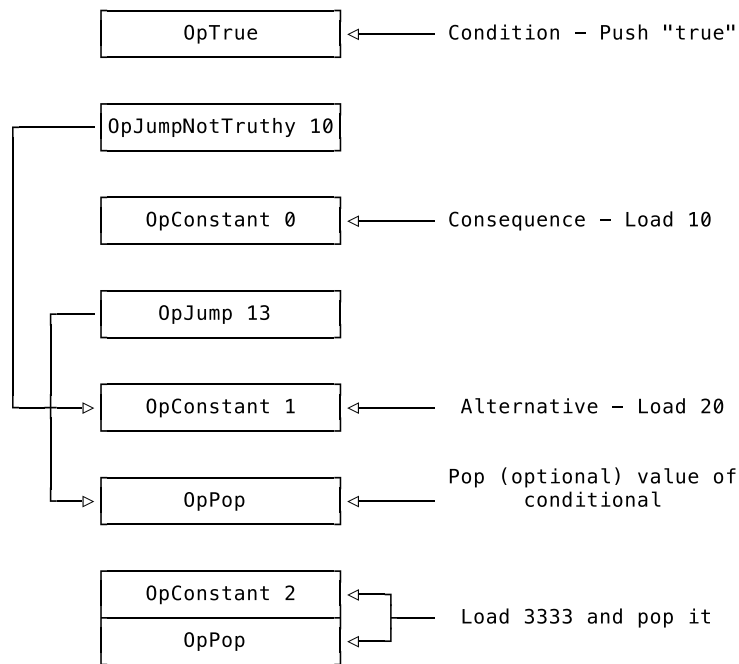 OpTrue
Condition – Push "true"
OpJumpNotTruthy 10
OpConstant 0
Consequence – Load 10
OpJump 13
OpConstant 1
Alternative – Load 20
OpPop
Pop (optional) value of
conditional
OpConstant 2
OpPop
Load 3333 and pop it